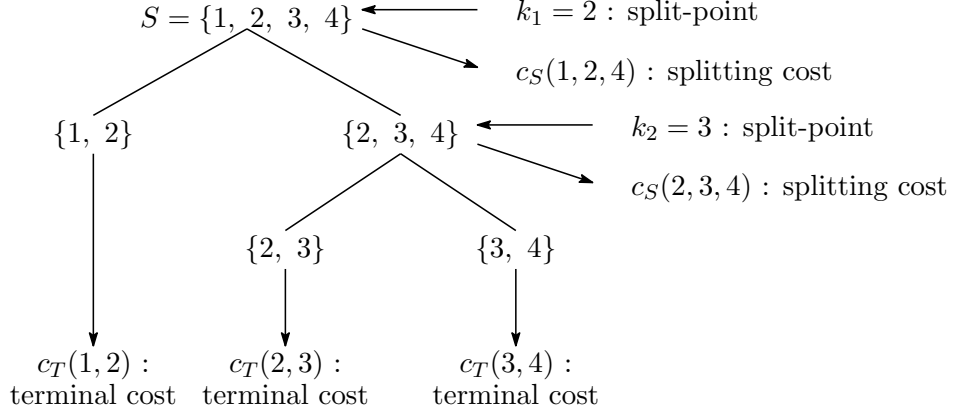 S = {1, 2, 3, 4}
k₁ = 2 : split-point
c_S(1, 2, 4) : splitting cost
{1, 2}
{2, 3, 4}
k₂ = 3 : split-point
c_S(2, 3, 4) : splitting cost
{2, 3}
{3, 4}
c_T(1, 2) :
terminal cost
c_T(2, 3) :
terminal cost
c_T(3, 4) :
terminal cost